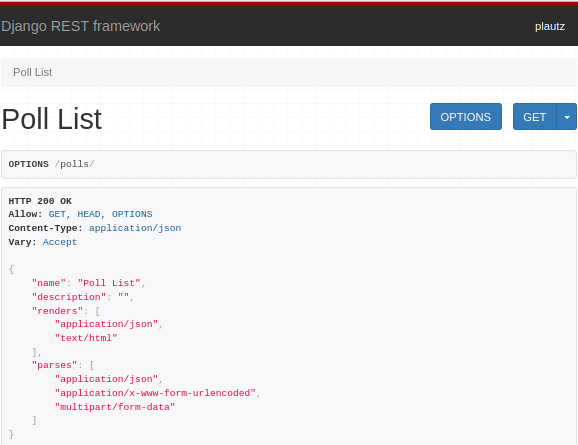 Django REST framework
plautz
Poll List
Poll List
OPTIONS
GET
OPTIONS /polls/
HTTP 200 OK
Allow: GET, HEAD, OPTIONS
Content-Type: application/json
Vary: Accept
{
    "name": "Poll List",
    "description": "",
    "renders": [
        "application/json",
        "text/html"
    ],
    "parses": [
        "application/json",
        "application/x-www-form-urlencoded",
        "multipart/form-data"
    ]
}